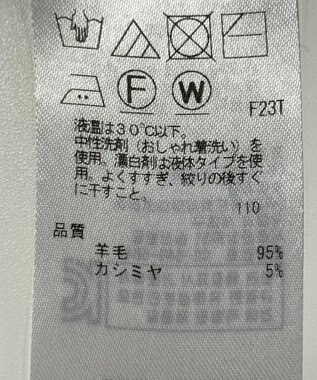 F
W
F23T
液温は30℃以下。
中性洗剤（おしゃれ着洗い）を
使用。漂白剤は液体タイプを使
用。よくすすぎ、絞りの後すぐ
に干すこと。
110
品質
羊毛 95%
カシミヤ 5%